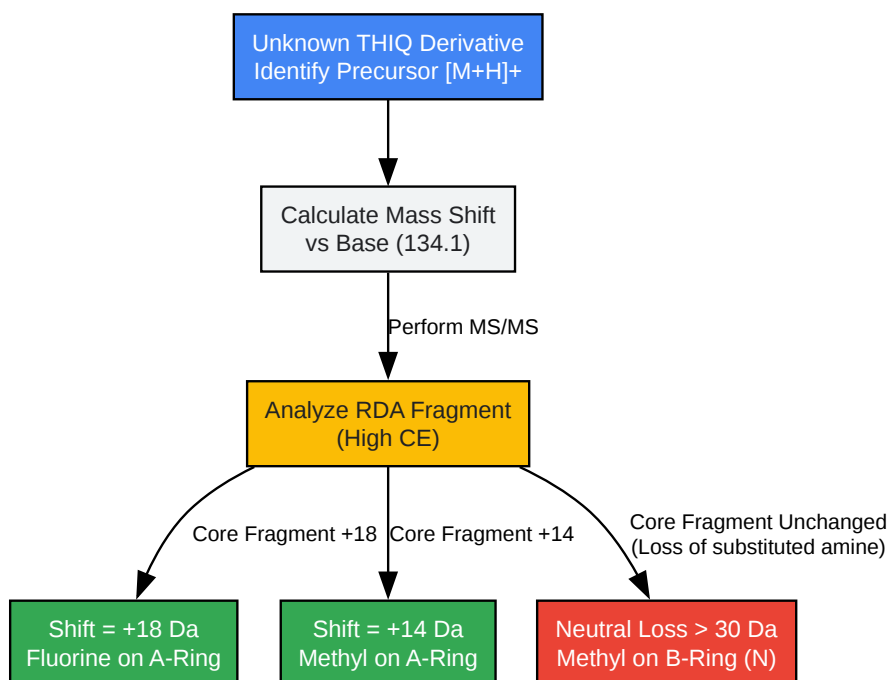 Unknown THIQ Derivative
Identify Precursor [M+H]+
Calculate Mass Shift
vs Base (134.1)
Perform MS/MS
Analyze RDA Fragment
(High CE)
Core Fragment +18
Core Fragment +14
Core Fragment Unchanged
(Loss of substituted amine)
Shift = +18 Da
Fluorine on A-Ring
Shift = +14 Da
Methyl on A-Ring
Neutral Loss > 30 Da
Methyl on B-Ring (N)